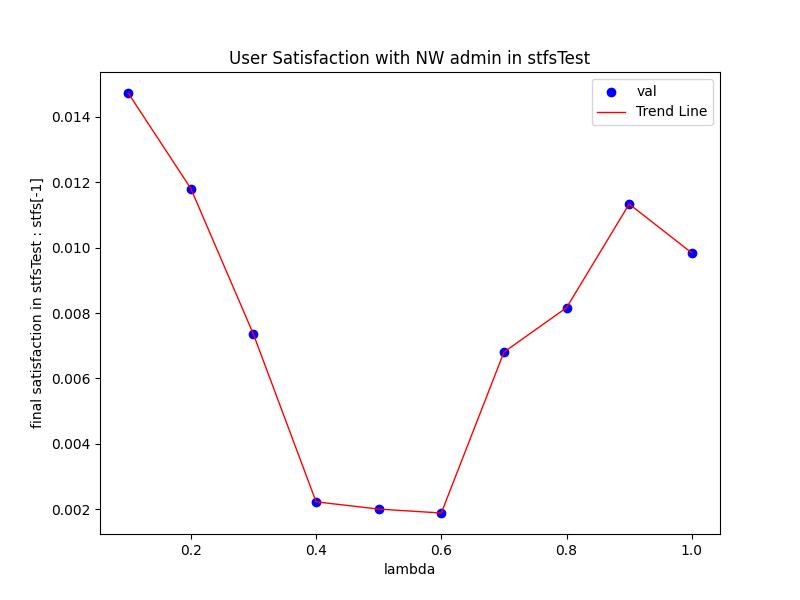 User Satisfaction with NW admin in stfsTest
val
Trend Line
final satisfaction in stfsTest : stfs[-1]
0.014
0.012
0.010
0.008
0.006
0.004
0.002
0.2 0.4 0.6 0.8 1.0
lambda